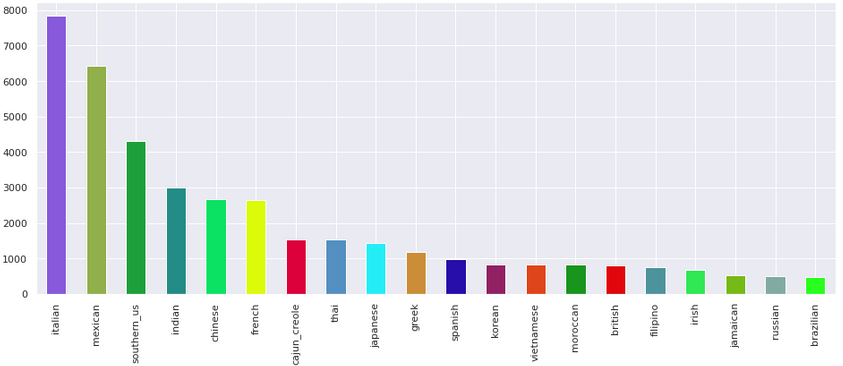 8000
7000
6000
5000
4000
3000
2000
1000
0
italian
mexican
southern_us
indian
chinese
french
cajun_creole
thai
japanese
greek
spanish
korean
vietnamese
moroccan
british
filipino
irish
jamaican
russian
brazilian